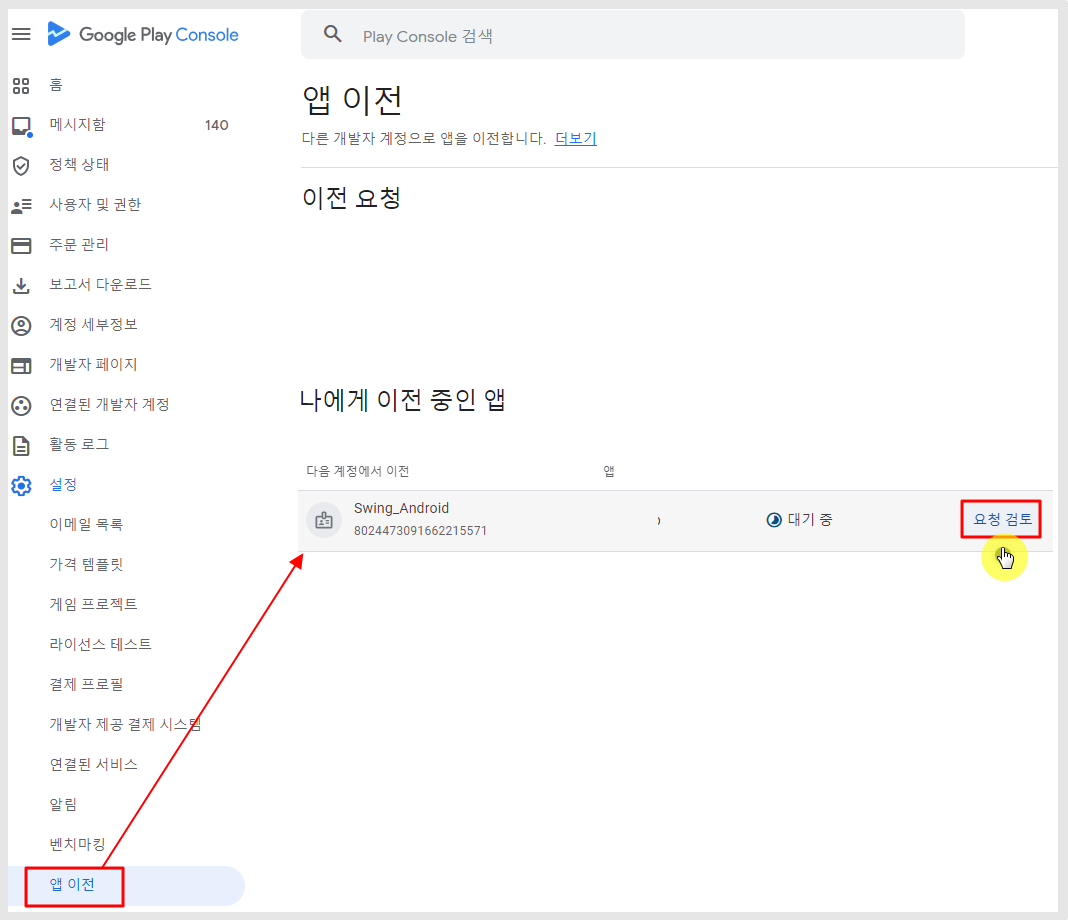 Google Play Console
Play Console 검색
홈
메시지함 140
정책 상태
사용자 및 권한
주문 관리
보고서 다운로드
계정 세부정보
개발자 페이지
연결된 개발자 계정
활동 로그
설정
이메일 목록
가격 템플릿
게임 프로젝트
라이선스 테스트
결제 프로필
개발자 제공 결제 시스템
연결된 서비스
알림
벤치마킹
앱 이전
앱 이전
다른 개발자 계정으로 앱을 이전합니다. 더보기
이전 요청
나에게 이전 중인 앱
다음 계정에서 이전 앱
Swing_Android
8024473091662215571
대기 중
요청 검토